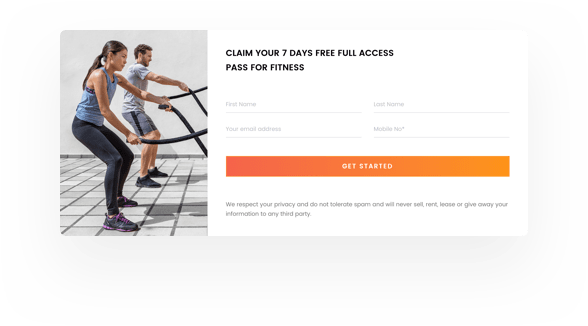 CLAIM YOUR 7 DAYS FREE FULL ACCESS
PASS FOR FITNESS
First Name
Last Name
Your email address
Mobile No*
GET STARTED
We respect your privacy and do not tolerate spam and will never sell, rent, lease or give away your
information to any third party.